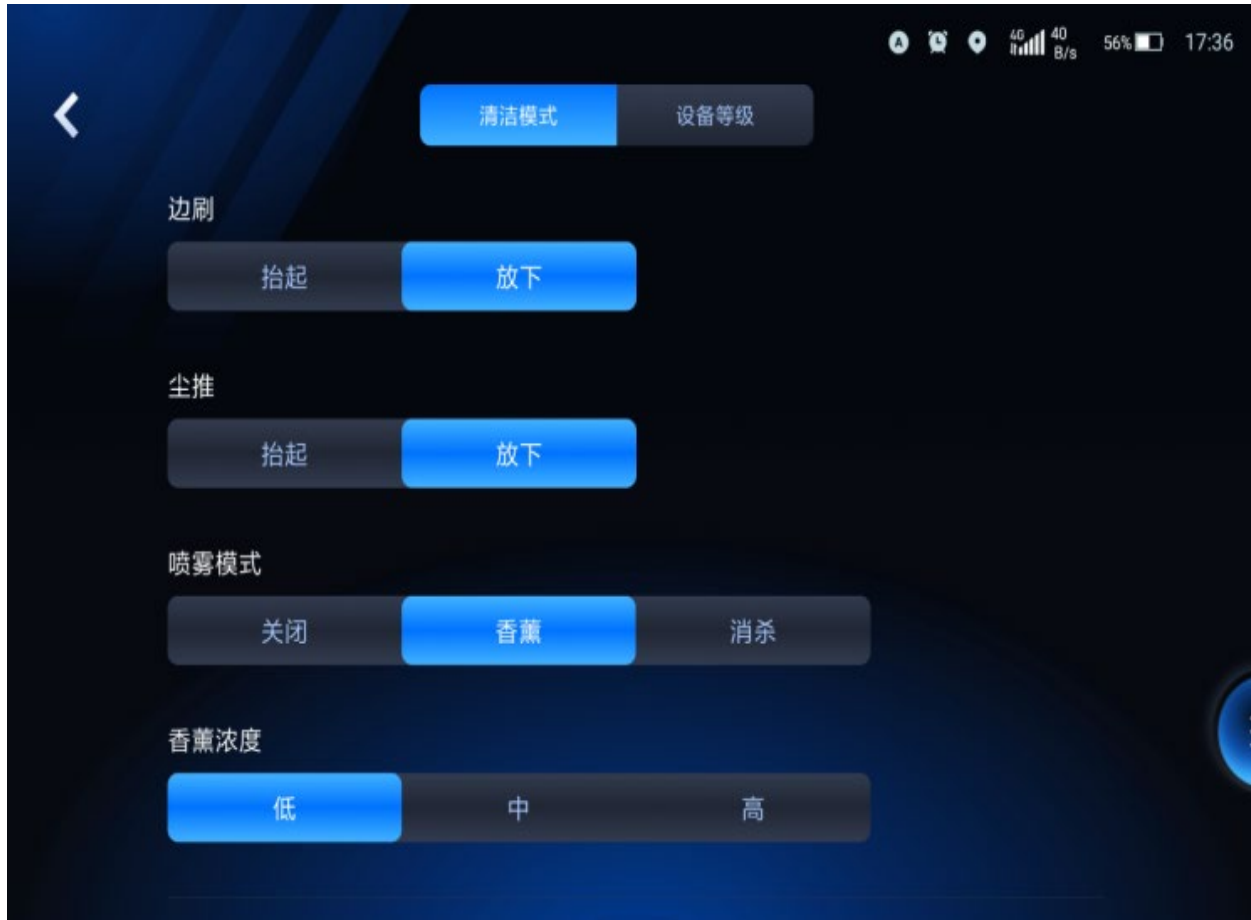 4G 40 B/s 56% 17:36
清洁模式 设备等级
边刷
抬起 放下
尘推
抬起 放下
喷雾模式
关闭 香薰 消杀
香薰浓度
低 中 高